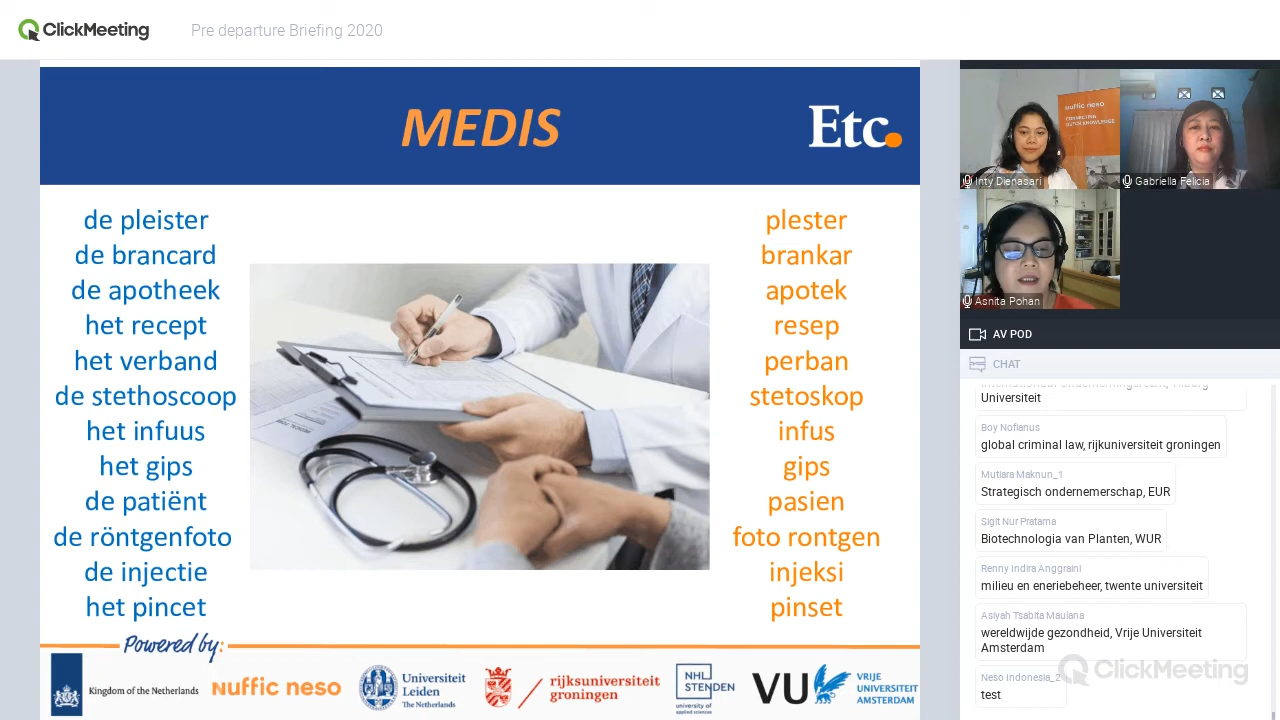 ClickMeeting
Pre departure Briefing 2020
MEDIS
Etc.
de pleister
de brancard
de apotheek
het recept
het verband
de stethoscoop
het infuus
het gips
de patiënt
de röntgenfoto
de injectie
het pincet
plester
brankar
apotek
resep
perban
stetoskop
infus
gips
pasien
foto rontgen
injeksi
pinset
Powered by:
Kingdom of the Netherlands
nuffic neso
Universiteit
Leiden
The Netherlands
rijksuniversiteit
groningen
NHL
STENDEN
university of
applied sciences
VU
VRIJE
UNIVERSITEIT
AMSTERDAM
nuffic neso
CONNECTING
DUTCH KNOWLEDGE
Inty Dienasari
Gabriella Felicia
Asnita Pohan
AV POD
CHAT
Universiteit
Boy Nofianus
global criminal law, rijkuniversiteit groningen
Mutiara Maknun_1
Strategisch ondernemerschap, EUR
Sigit Nur Pratama
Biotechnologia van Planten, WUR
Renny Indira Anggraini
milieu en eneriebeheer, twente universiteit
Asiyah Tsabita Maulana
wereldwijde gezondheid, Vrije Universiteit
Amsterdam
Neso Indonesia_2
test
ClickMeeting